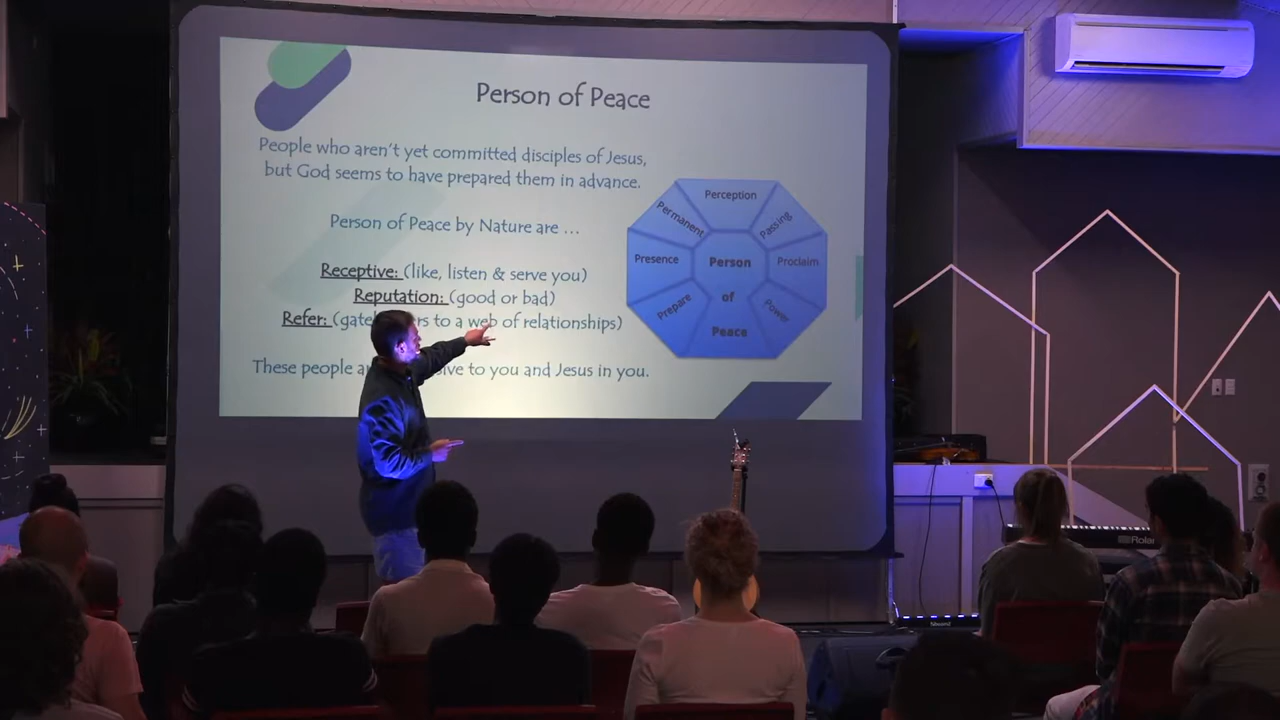 Person of Peace
People who aren't yet committed disciples of Jesus,
but God seems to have prepared them in advance.
Person of Peace by Nature are ...
Receptive: (like, listen & serve you)
Reputation: (good or bad)
Refer: (gate rs to a web of relationships)
These people a ive to you and Jesus in you.
Perception
Permanent
Passing
Presence
Person
Proclaim
of
Prepare
Power
Peace
Roland